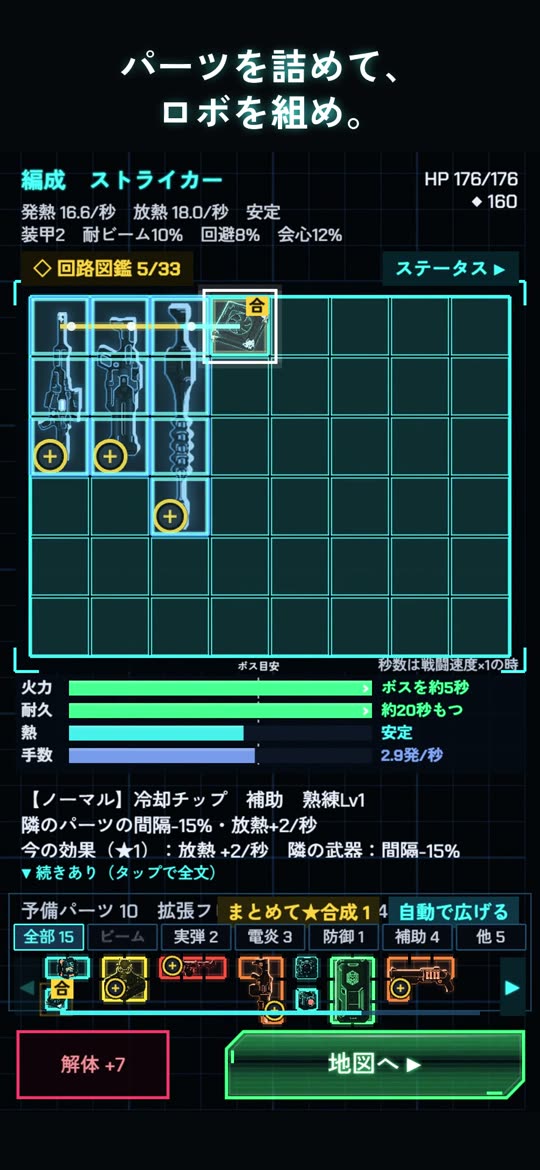 パーツを詰めて、
ロボを組め。
編成 ストライカー
HP 176/176
発熱 16.6/秒 放熱 18.0/秒 安定
◆ 160
装甲2 耐ビーム10% 回避8% 会心12%
◇ 回路図鑑 5/33
ステータス ▶
合
ボス目安
秒数は戦闘速度×1の時
火力 ボスを約5秒
耐久 約20秒もつ
熱 安定
手数 2.9発/秒
【ノーマル】冷却チップ 補助 熟練Lv1
隣のパーツの間隔-15%・放熱+2/秒
今の効果（★1）：放熱 +2/秒 隣の武器：間隔-15%
▼続きあり（タップで全文）
予備パーツ 10 拡張フ
まとめて★合成 1
4
自動で広げる
全部 15
ビーム
実弾 2
電炎 3
防御 1
補助 4
他 5
合
解体 +7
地図へ ▶